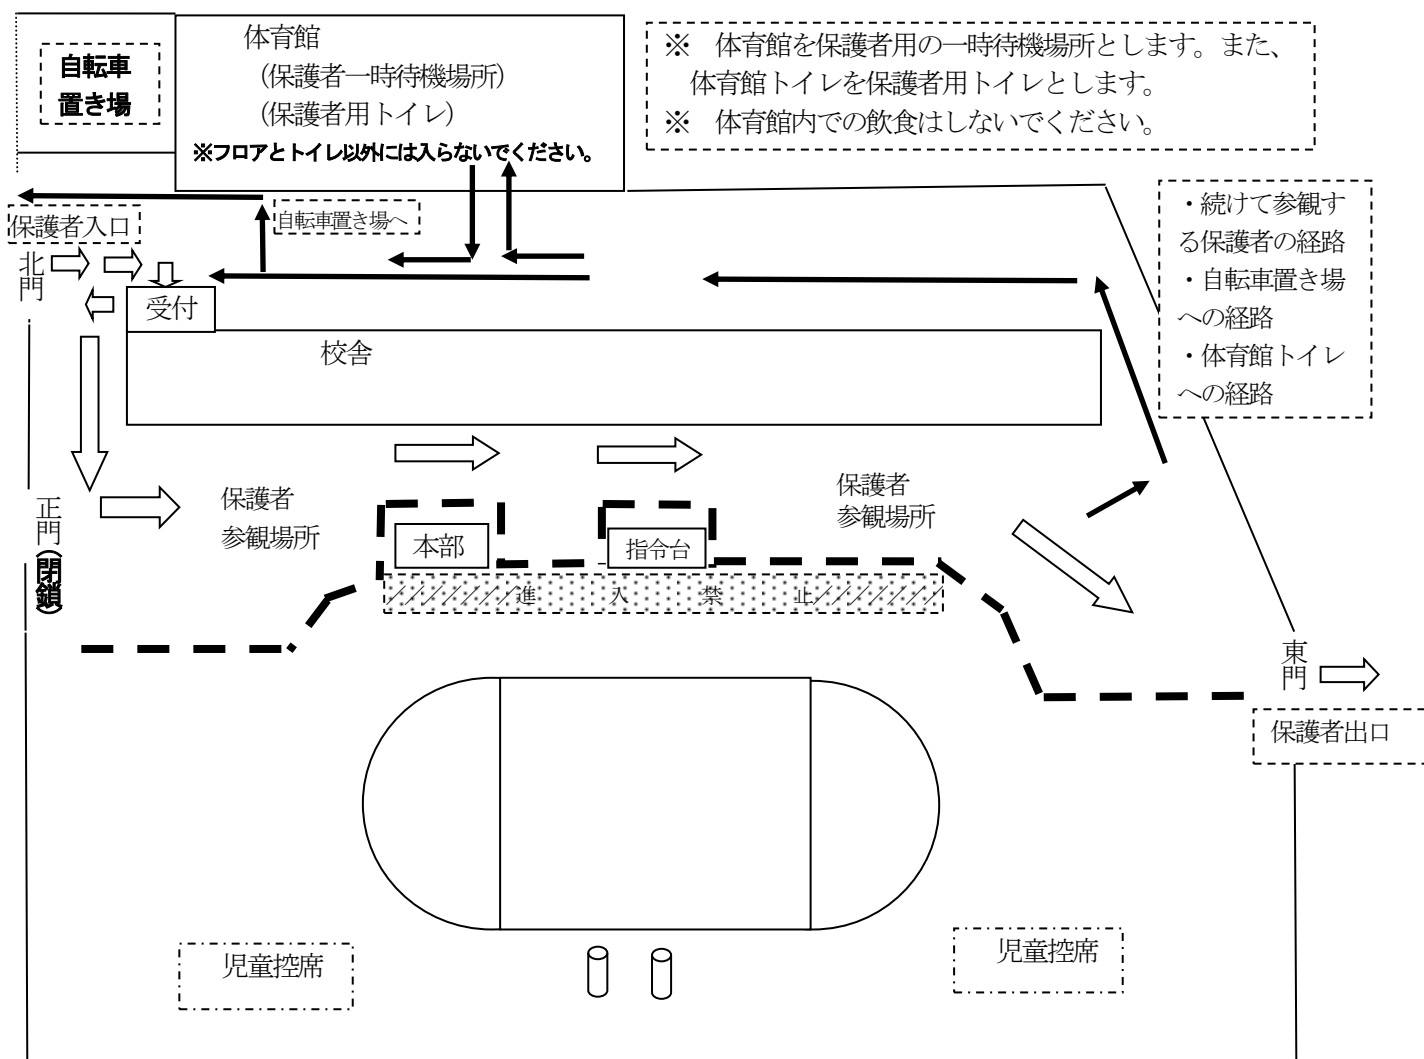 自転車
置き場
体育館
(保護者一時待機場所)
(保護者用トイレ)
※フロアとトイレ以外には入らないでください。
※　体育館を保護者用の一時待機場所とします。また、
体育館トイレを保護者用トイレとします。
※　体育館内での飲食はしないでください。
保護者入口
自転車置き場へ
・続けて参観す
る保護者の経路
・自転車置き場
への経路
・体育館トイレ
への経路
北門
受付
校舎
正門(閉鎖)
保護者
参観場所
本部
指令台
保護者
参観場所
進　入　禁　止
東門
保護者出口
児童控席
児童控席